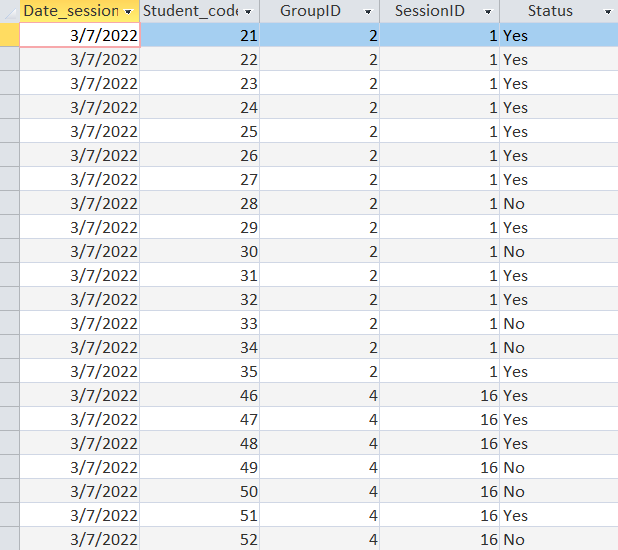 Date_session Student_code GroupID SessionID Status
3/7/2022 21 2 1 Yes
3/7/2022 22 2 1 Yes
3/7/2022 23 2 1 Yes
3/7/2022 24 2 1 Yes
3/7/2022 25 2 1 Yes
3/7/2022 26 2 1 Yes
3/7/2022 27 2 1 Yes
3/7/2022 28 2 1 No
3/7/2022 29 2 1 Yes
3/7/2022 30 2 1 No
3/7/2022 31 2 1 Yes
3/7/2022 32 2 1 Yes
3/7/2022 33 2 1 No
3/7/2022 34 2 1 No
3/7/2022 35 2 1 Yes
3/7/2022 46 4 16 Yes
3/7/2022 47 4 16 Yes
3/7/2022 48 4 16 Yes
3/7/2022 49 4 16 No
3/7/2022 50 4 16 No
3/7/2022 51 4 16 Yes
3/7/2022 52 4 16 No